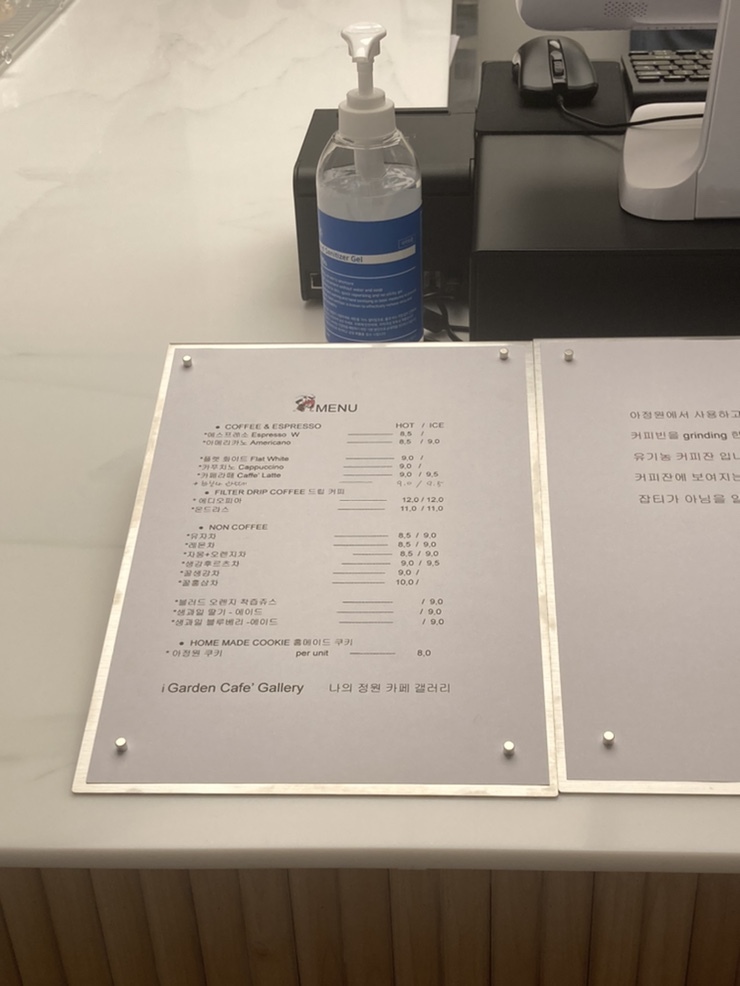 Sanitizer Gel
MENU
● COFFEE & ESPRESSO HOT / ICE
*에스프레소 Espresso W 8,5 /
*아메리카노 Americano 8,5 / 9,0
*플랫 화이트 Flat White 9,0 /
*카푸치노 Cappuccino 9,0 /
*카페라떼 Caffe' Latte 9,0 / 9,5
● FILTER DRIP COFFEE 드립 커피
* 에디오피아 12,0 / 12.0
*온드라스 11,0 / 11,0
● NON COFFEE
*유자차 8,5 / 9,0
*레몬차 8,5 / 9,0
*자몽+오렌지차 8,5 / 9,0
*생강후르츠차 9,0 / 9,5
*꿀생강차 9,0 /
*꿀홍삼차 10,0 /
*블러드 오렌지 착즙쥬스 / 9,0
*생과일 딸기 - 에이드 / 9,0
*생과일 블루베리 -에이드 / 9,0
● HOME MADE COOKIE 홈메이드 쿠키
* 아정원 쿠키 per unit 8,0
i Garden Cafe' Gallery 나의 정원 카페 갤러리
아정원에서 사용하고
커피빈을 grinding
유기농 커피잔 입니
커피잔에 보여지는
잡티가 아님을